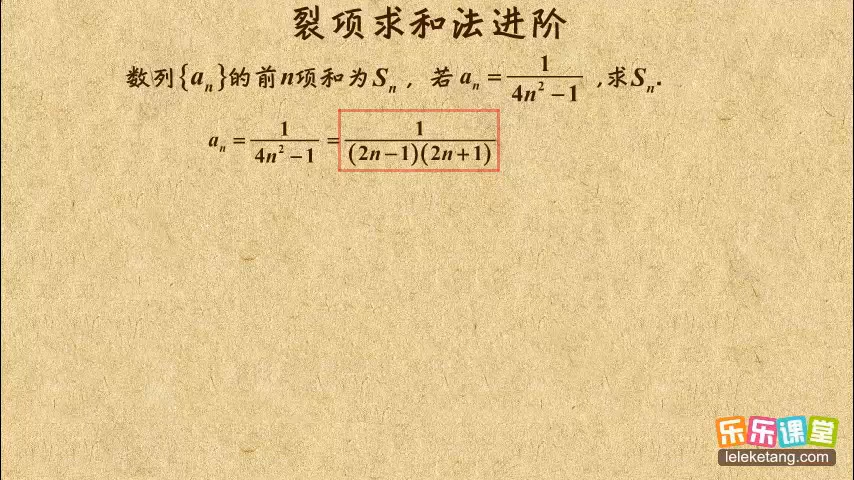 裂项求和法进阶
数列{aₙ}的前n项和为Sₙ，若 aₙ = 1/(4n²−1) ,求Sₙ.
aₙ = 1/(4n²−1) = 1/((2n−1)(2n+1))
乐乐课堂
leleketang.com